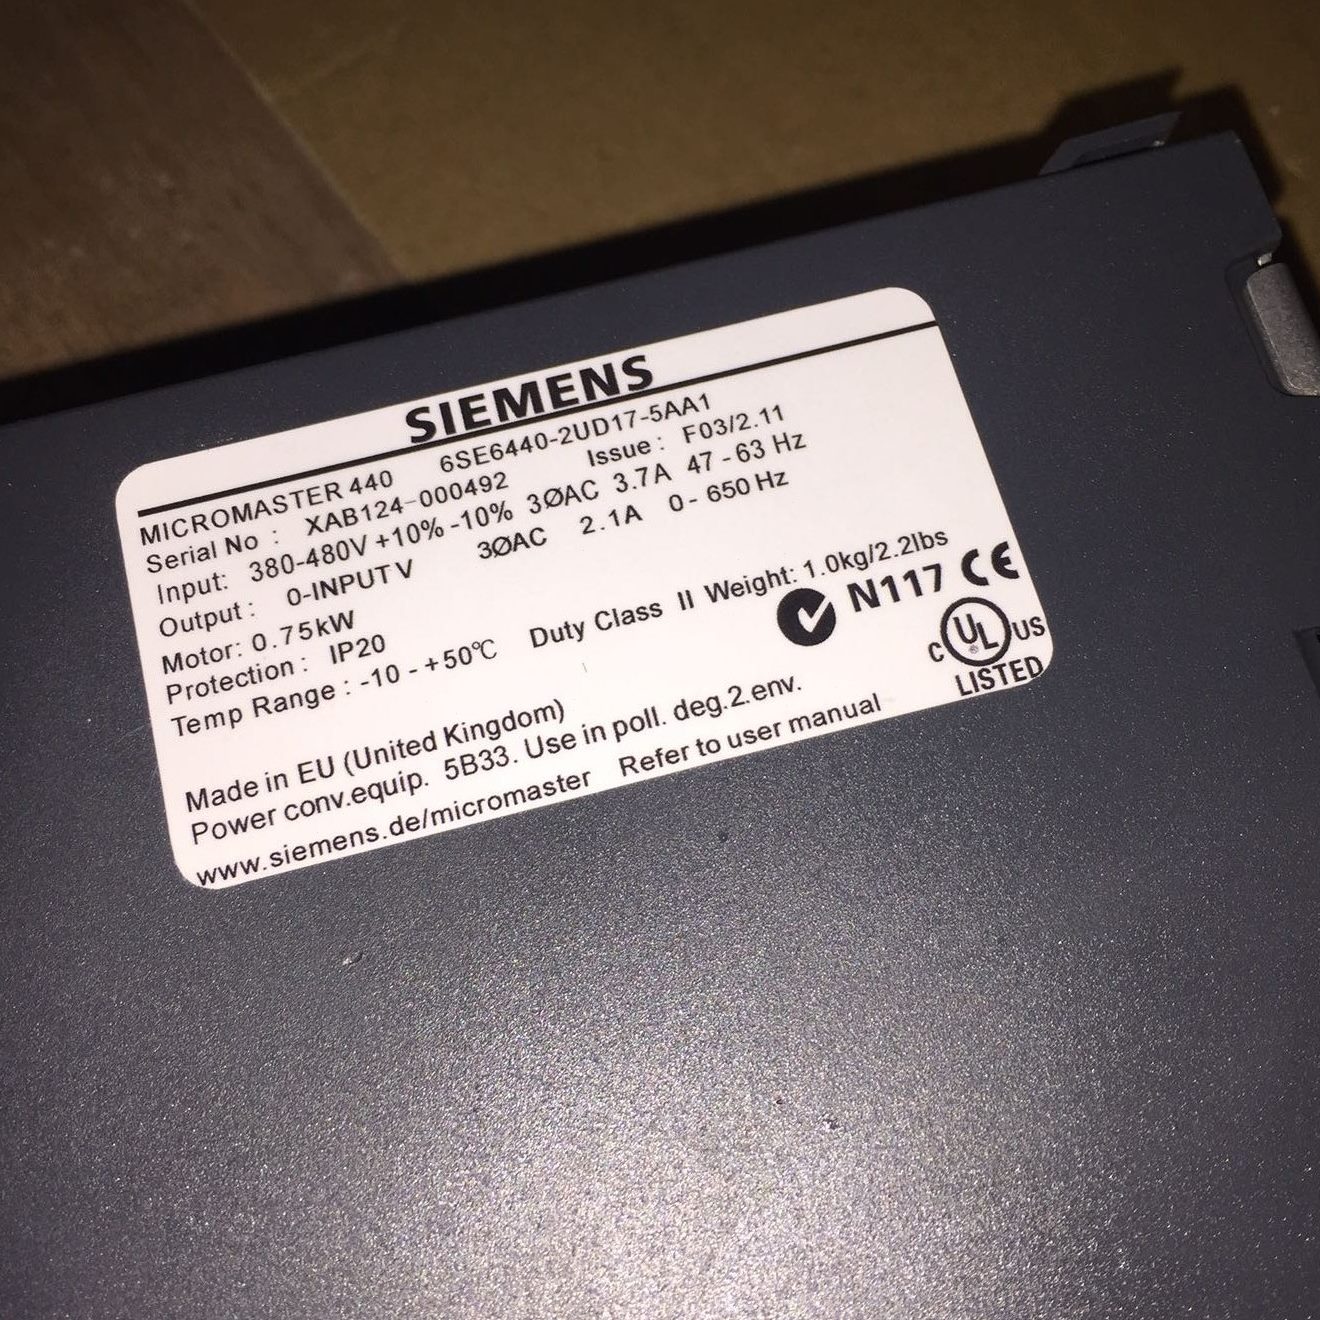 SIEMENS
MICROMASTER 440 6SE6440-2UD17-5AA1
Serial No : XAB124-000492 Issue : F03/2.11
Input: 380-480V +10% -10% 3ØAC 3.7A 47 - 63 Hz
Output : 0-INPUT V 3ØAC 2.1A 0 - 650 Hz
Motor: 0.75kW
Protection : IP20
Temp Range : -10 - +50°C Duty Class II Weight: 1.0kg/2.2lbs
N117 CE
C UL US
®
LISTED
Made in EU (United Kingdom)
Power conv.equip. 5B33. Use in poll. deg.2.env.
www.siemens.de/micromaster Refer to user manual